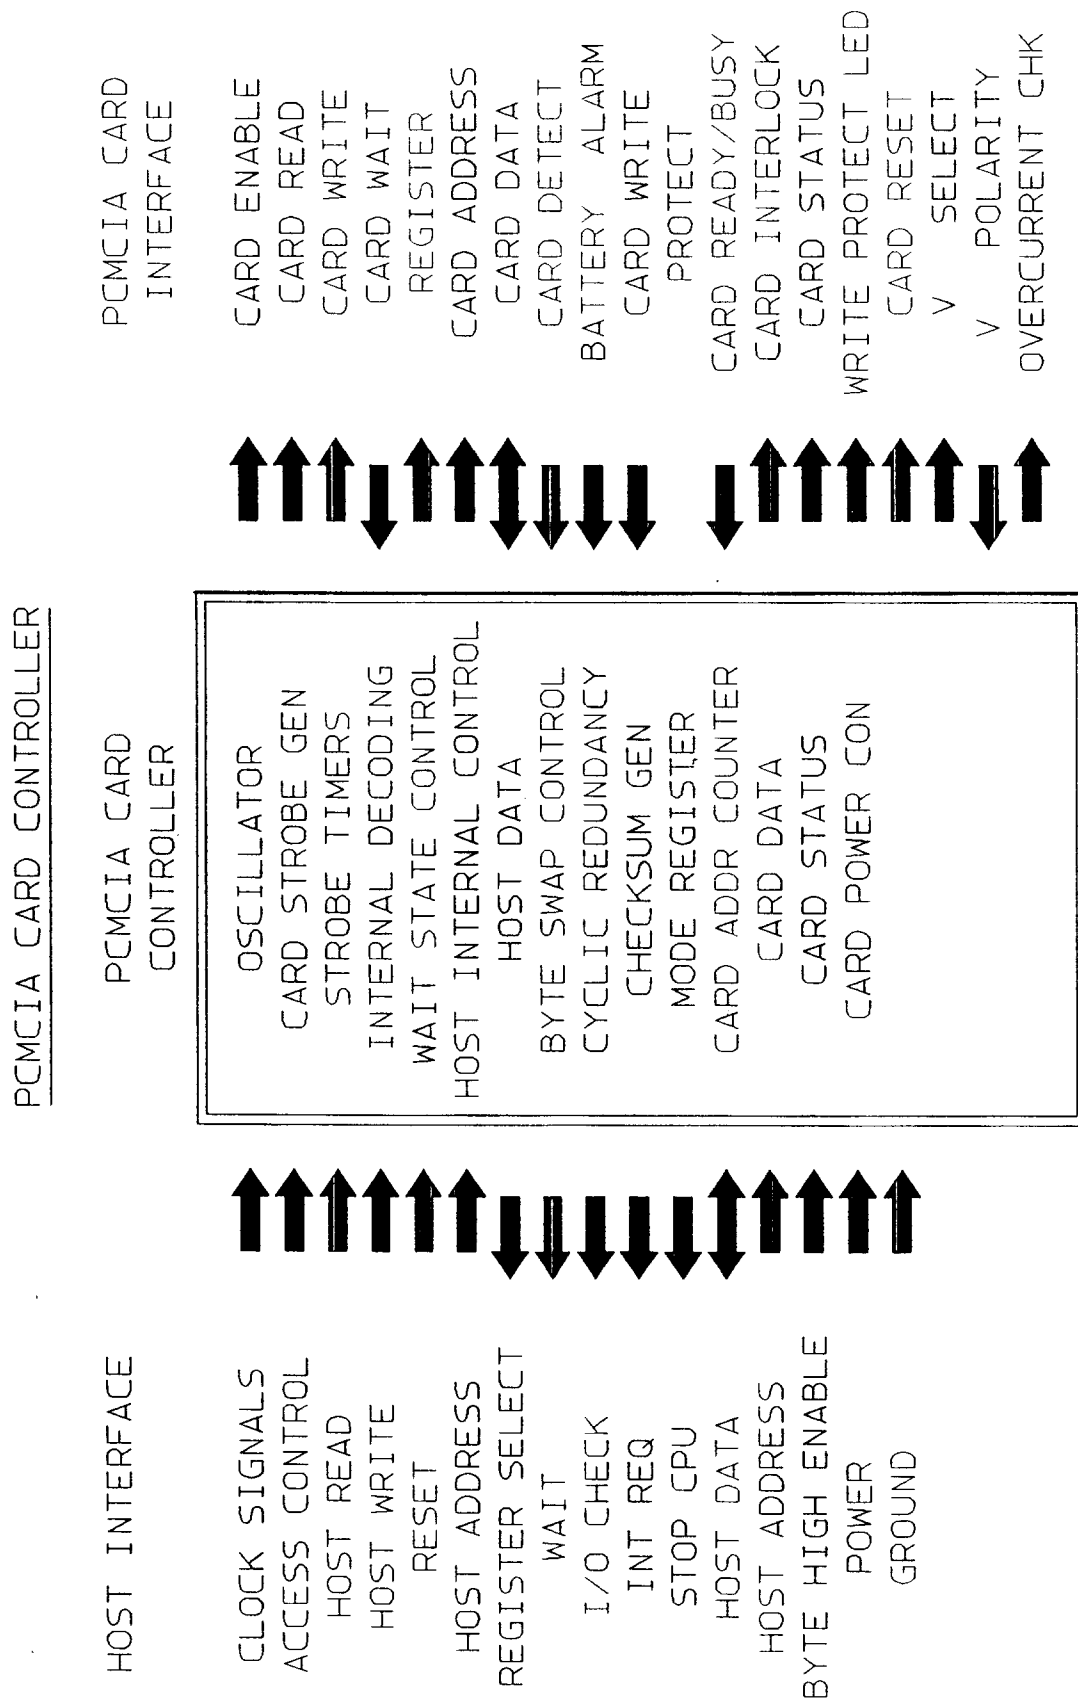 PCMCIA CARD CONTROLLER
HOST INTERFACE
CLOCK SIGNALS
ACCESS CONTROL
HOST READ
HOST WRITE
RESET
HOST ADDRESS
REGISTER SELECT
WAIT
I/O CHECK
INT REQ
STOP CPU
HOST DATA
HOST ADDRESS
BYTE HIGH ENABLE
POWER
GROUND
PCMCIA CARD
CONTROLLER
OSCILLATOR
CARD STROBE GEN
STROBE TIMERS
INTERNAL DECODING
WAIT STATE CONTROL
HOST INTERNAL CONTROL
HOST DATA
BYTE SWAP CONTROL
CYCLIC REDUNDANCY
CHECKSUM GEN
MODE REGISTER
CARD ADDR COUNTER
CARD DATA
CARD STATUS
CARD POWER CON
PCMCIA CARD
INTERFACE
CARD ENABLE
CARD READ
CARD WRITE
CARD WAIT
REGISTER
CARD ADDRESS
CARD DATA
CARD DETECT
BATTERY ALARM
CARD WRITE
PROTECT
CARD READY/BUSY
CARD INTERLOCK
CARD STATUS
WRITE PROTECT LED
CARD RESET
V SELECT
V POLARITY
OVERCURRENT CHK